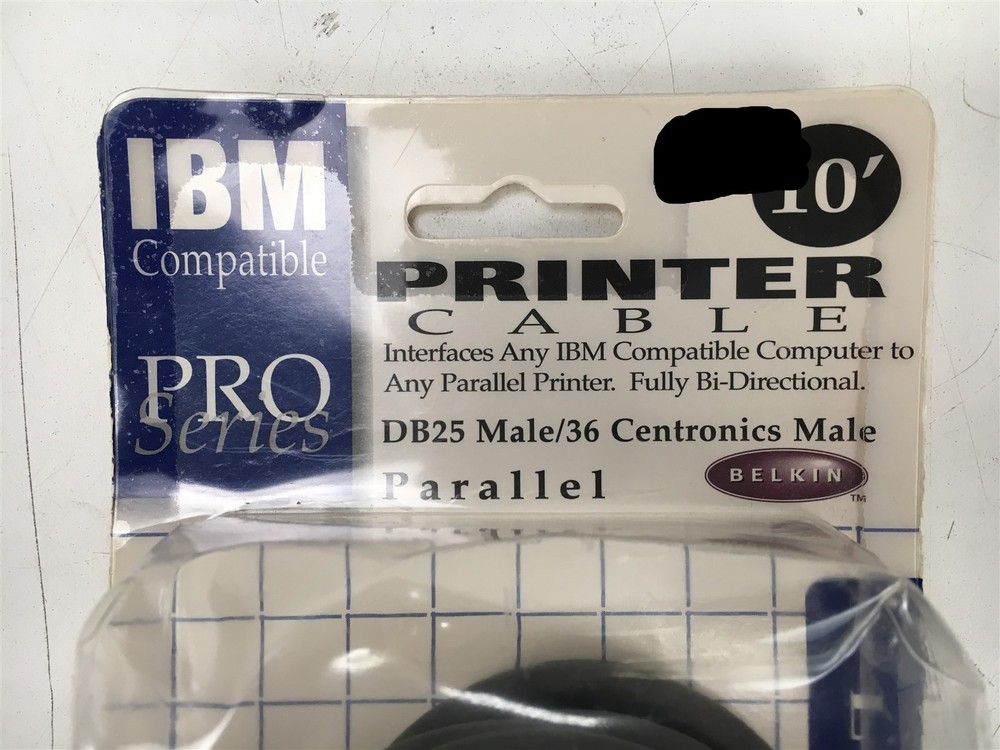 IBM
Compatible
PRO
Series
10′
PRINTER
CABLE
Interfaces Any IBM Compatible Computer to
Any Parallel Printer. Fully Bi-Directional.
DB25 Male/36 Centronics Male
Parallel
BELKIN
TM